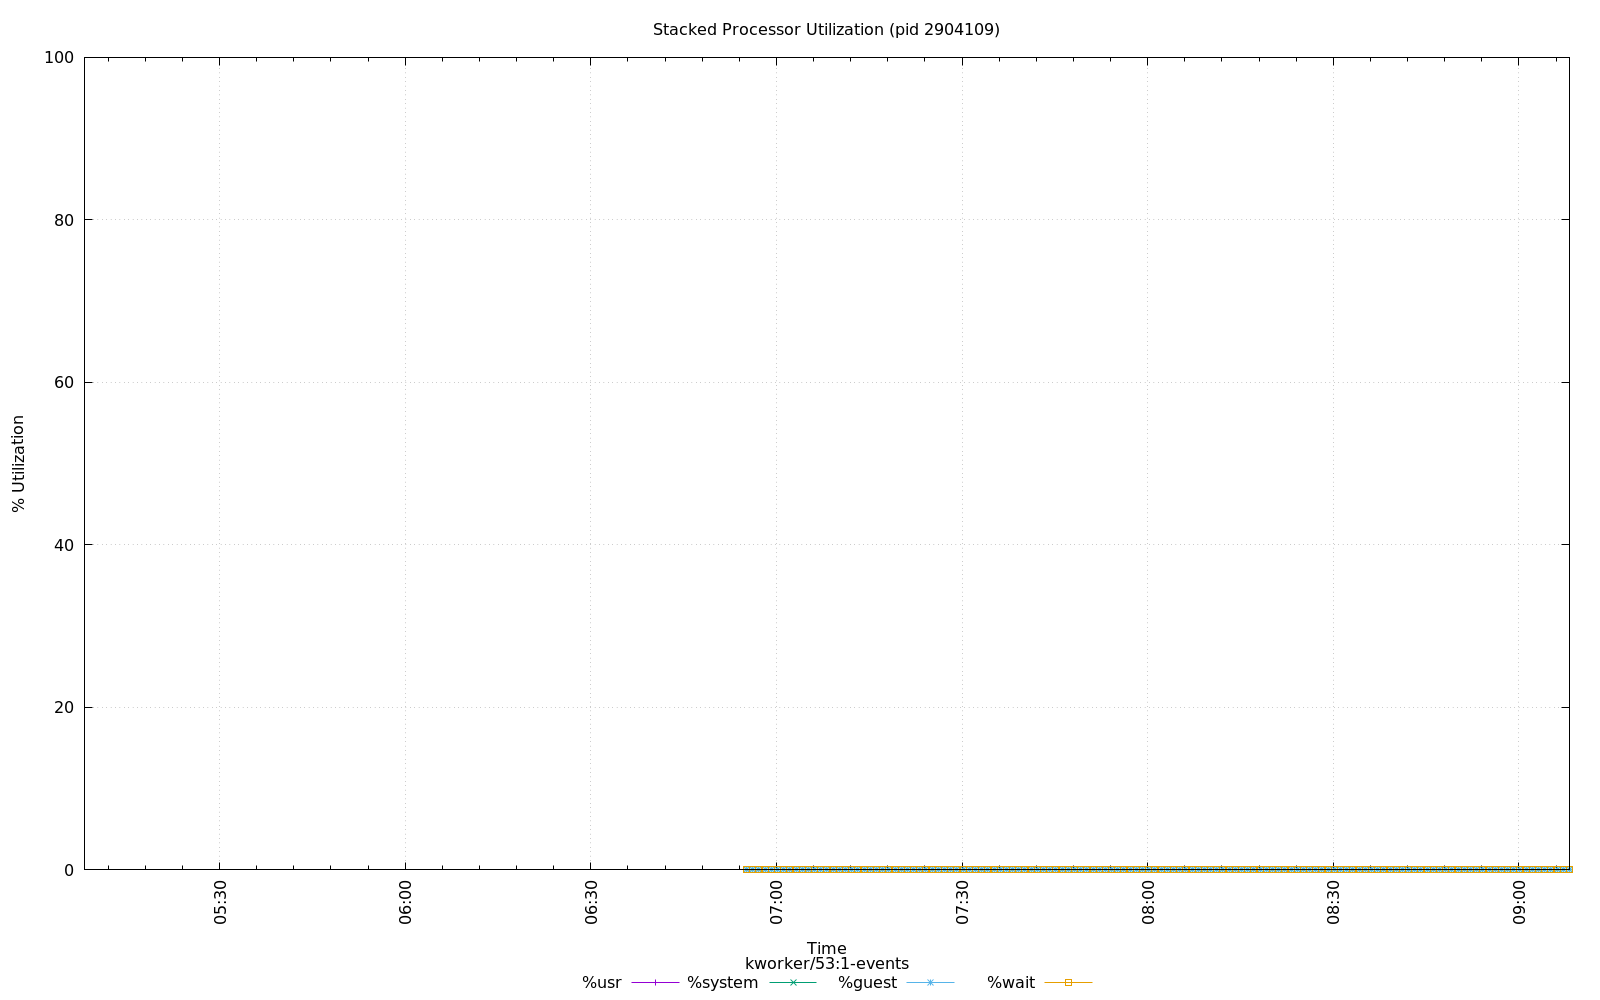 Stacked Processor Utilization (pid 2904109)
100
80
60
40
20
0
% Utilization
05:30
06:00
06:30
07:00
07:30
08:00
08:30
09:00
Time
kworker/53:1-events
%usr %system %guest %wait